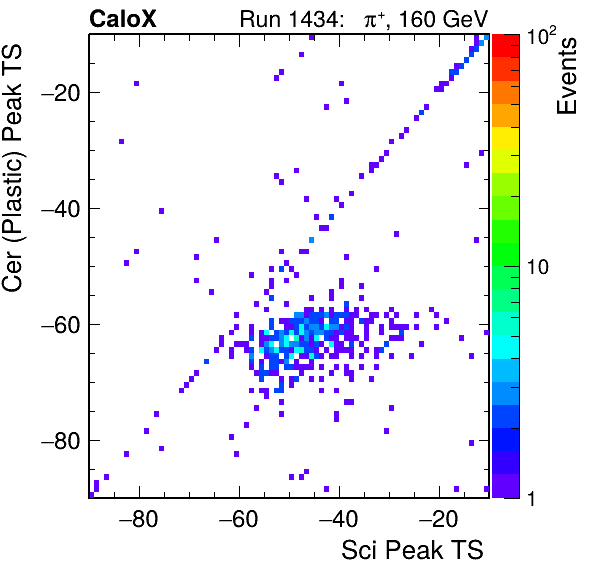 CaloX Run 1434: π⁺, 160 GeV
Cer (Plastic) Peak TS
−20
−40
−60
−80
−80 −60 −40 −20
Sci Peak TS
10²
10
1
Events